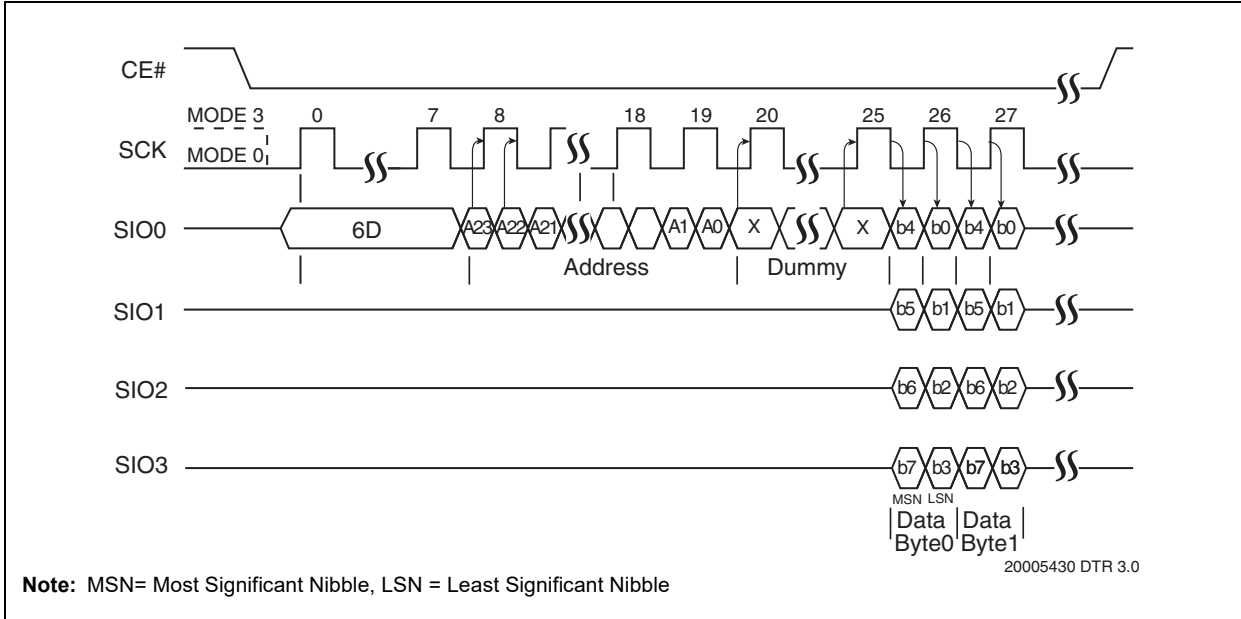 CE#
MODE 3 0 7 8 18 19 20 25 26 27
SCK
MODE 0
SIO0 6D A23 A22 A21 A1 A0 X X b4 b0 b4 b0
Address Dummy
SIO1 b5 b1 b5 b1
SIO2 b6 b2 b6 b2
SIO3 b7 b3 b7 b3
MSN LSN
Data Data
Byte0 Byte1
20005430 DTR 3.0
Note: MSN= Most Significant Nibble, LSN = Least Significant Nibble